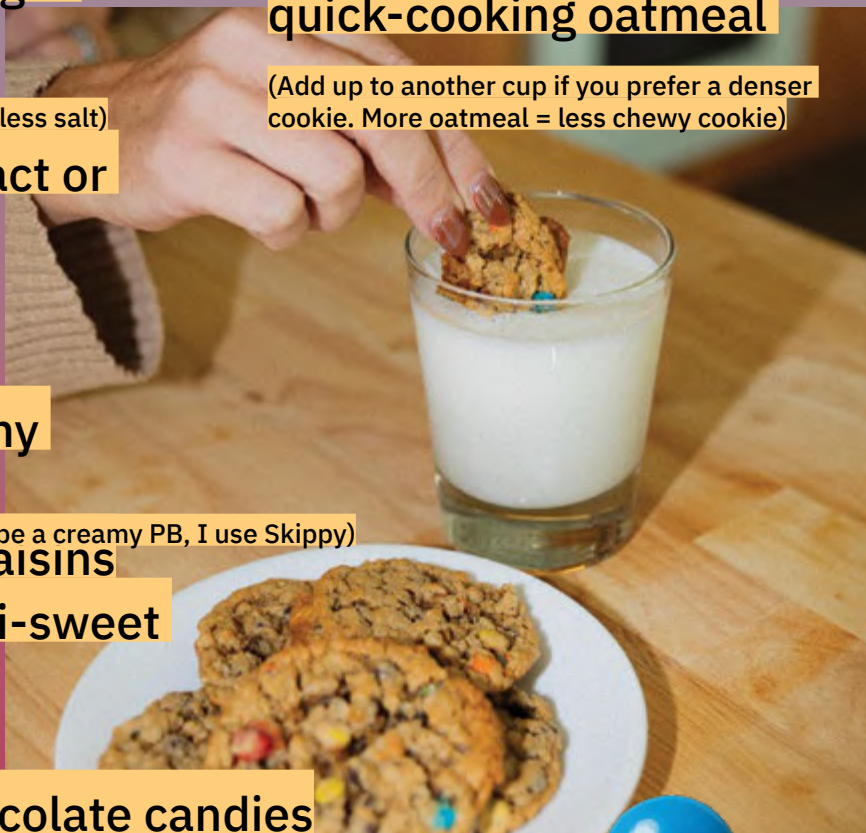 g
quick-cooking oatmeal
(Add up to another cup if you prefer a denser
cookie. More oatmeal = less chewy cookie)
less salt)
act or
ny
be a creamy PB, I use Skippy)
aisins
i-sweet
colate candies